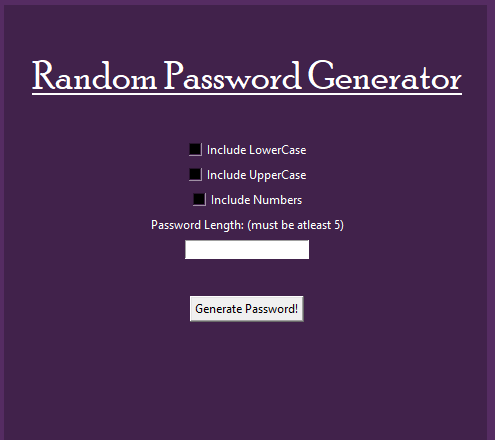 Random Password Generator
Include LowerCase
Include UpperCase
Include Numbers
Password Length: (must be atleast 5)
Generate Password!